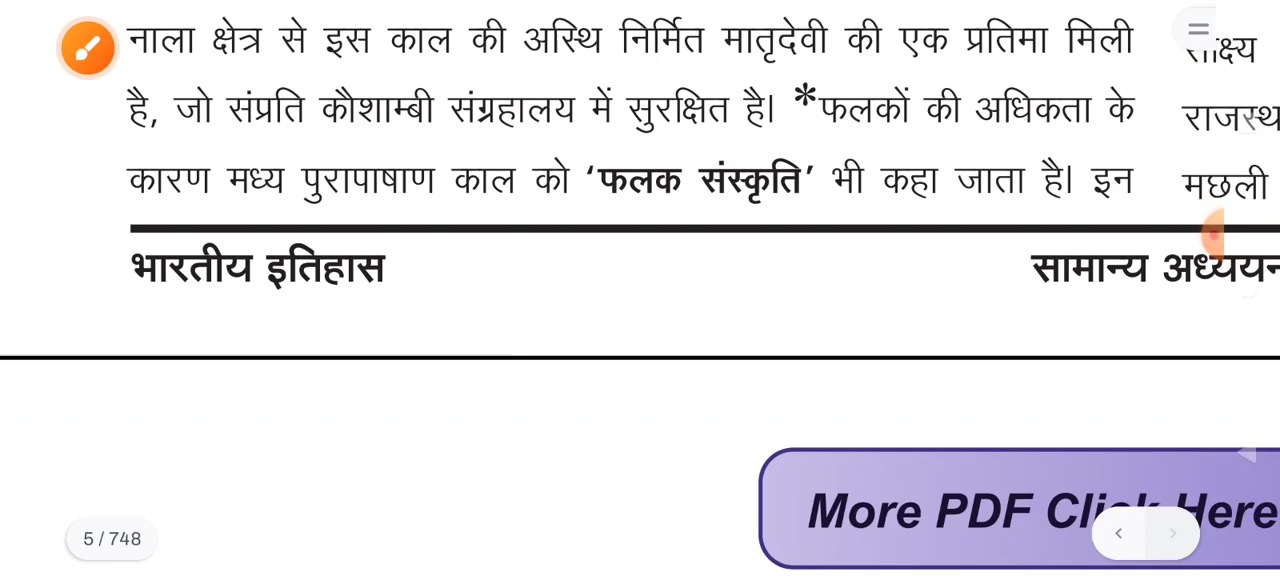 नाला क्षेत्र से इस काल की अस्थि निर्मित मातृदेवी की एक प्रतिमा मिली
है, जो संप्रति कौशाम्बी संग्रहालय में सुरक्षित है। *फलकों की अधिकता के
कारण मध्य पुरापाषाण काल को ‘फलक संस्कृति’ भी कहा जाता है। इन
साक्ष्य
राजस्थ
मछली
भारतीय इतिहास
सामान्य अध्ययन
More PDF Click Here
5 / 748